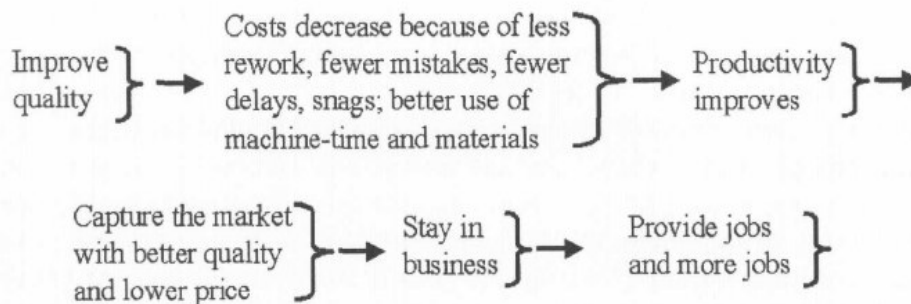 Improve
quality
Costs decrease because of less
rework, fewer mistakes, fewer
delays, snags; better use of
machine-time and materials
Productivity
improves
Capture the market
with better quality
and lower price
Stay in
business
Provide jobs
and more jobs